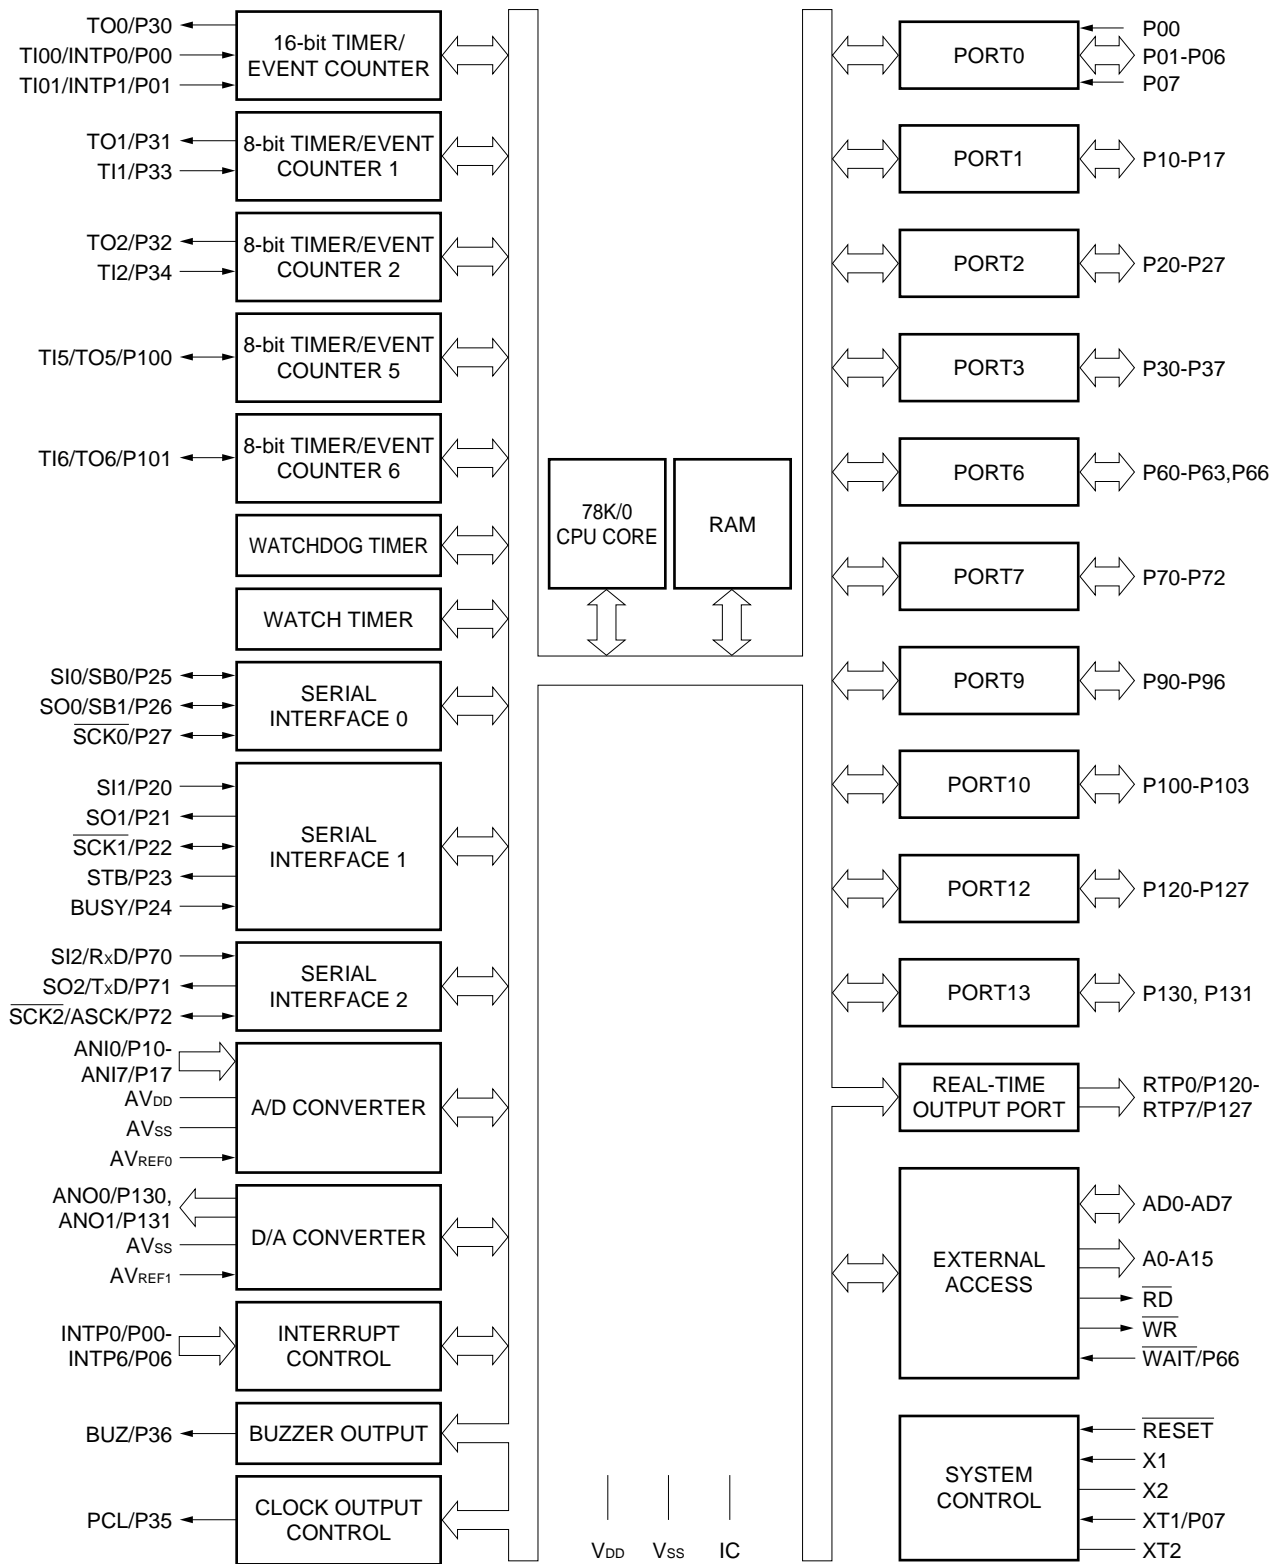 TO0/P30
TI00/INTP0/P00
TI01/INTP1/P01
16-bit TIMER/
EVENT COUNTER
TO1/P31
TI1/P33
8-bit TIMER/EVENT
COUNTER 1
TO2/P32
TI2/P34
8-bit TIMER/EVENT
COUNTER 2
TI5/TO5/P100
8-bit TIMER/EVENT
COUNTER 5
TI6/TO6/P101
8-bit TIMER/EVENT
COUNTER 6
WATCHDOG TIMER
WATCH TIMER
SI0/SB0/P25
SO0/SB1/P26
SCK0/P27
SERIAL
INTERFACE 0
SI1/P20
SO1/P21
SCK1/P22
STB/P23
BUSY/P24
SERIAL
INTERFACE 1
SI2/RxD/P70
SO2/TxD/P71
SCK2/ASCK/P72
SERIAL
INTERFACE 2
ANI0/P10-
ANI7/P17
AVDD
AVSS
AVREF0
A/D CONVERTER
ANO0/P130,
ANO1/P131
AVSS
AVREF1
D/A CONVERTER
INTP0/P00-
INTP6/P06
INTERRUPT
CONTROL
BUZ/P36
BUZZER OUTPUT
PCL/P35
CLOCK OUTPUT
CONTROL
78K/0
CPU CORE
RAM
VDD
VSS
IC
PORT0
P00
P01-P06
P07
PORT1
P10-P17
PORT2
P20-P27
PORT3
P30-P37
PORT6
P60-P63,P66
PORT7
P70-P72
PORT9
P90-P96
PORT10
P100-P103
PORT12
P120-P127
PORT13
P130, P131
REAL-TIME
OUTPUT PORT
RTP0/P120-
RTP7/P127
EXTERNAL
ACCESS
AD0-AD7
A0-A15
RD
WR
WAIT/P66
SYSTEM
CONTROL
RESET
X1
X2
XT1/P07
XT2